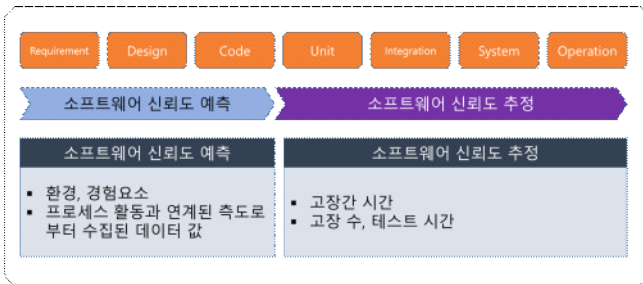 Requirement Design Code Unit Integration System Operation
소프트웨어 신뢰도 예측 소프트웨어 신뢰도 추정
소프트웨어 신뢰도 예측
▪ 환경, 경험요소
▪ 프로세스 활동과 연계된 측도로
부터 수집된 데이터 값
소프트웨어 신뢰도 추정
▪ 고장간 시간
▪ 고장 수, 테스트 시간